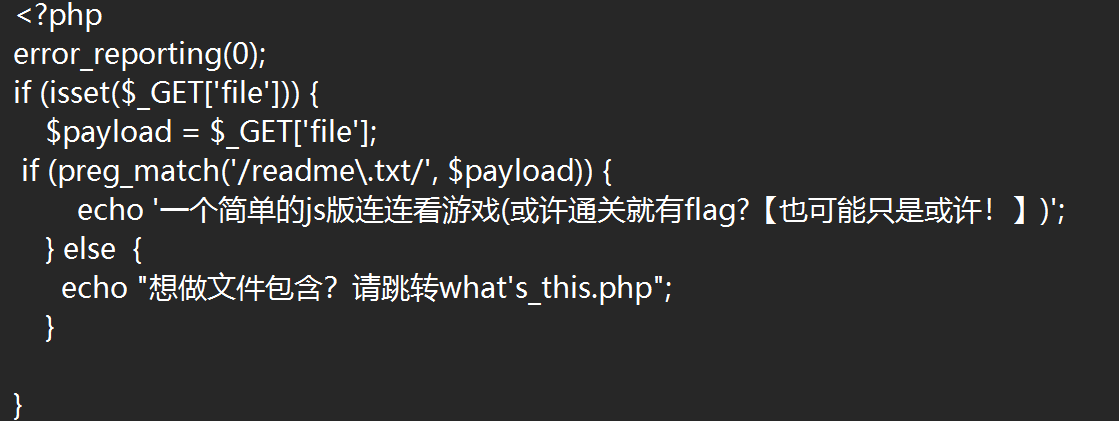 <?php
error_reporting(0);
if (isset($_GET['file'])) {
    $payload = $_GET['file'];
 if (preg_match('/readme\.txt/', $payload)) {
        echo '一个简单的js版连连看游戏(或许通关就有flag?【也可能只是或许！】)';
    } else  {
      echo "想做文件包含？请跳转what's_this.php";
    }
}